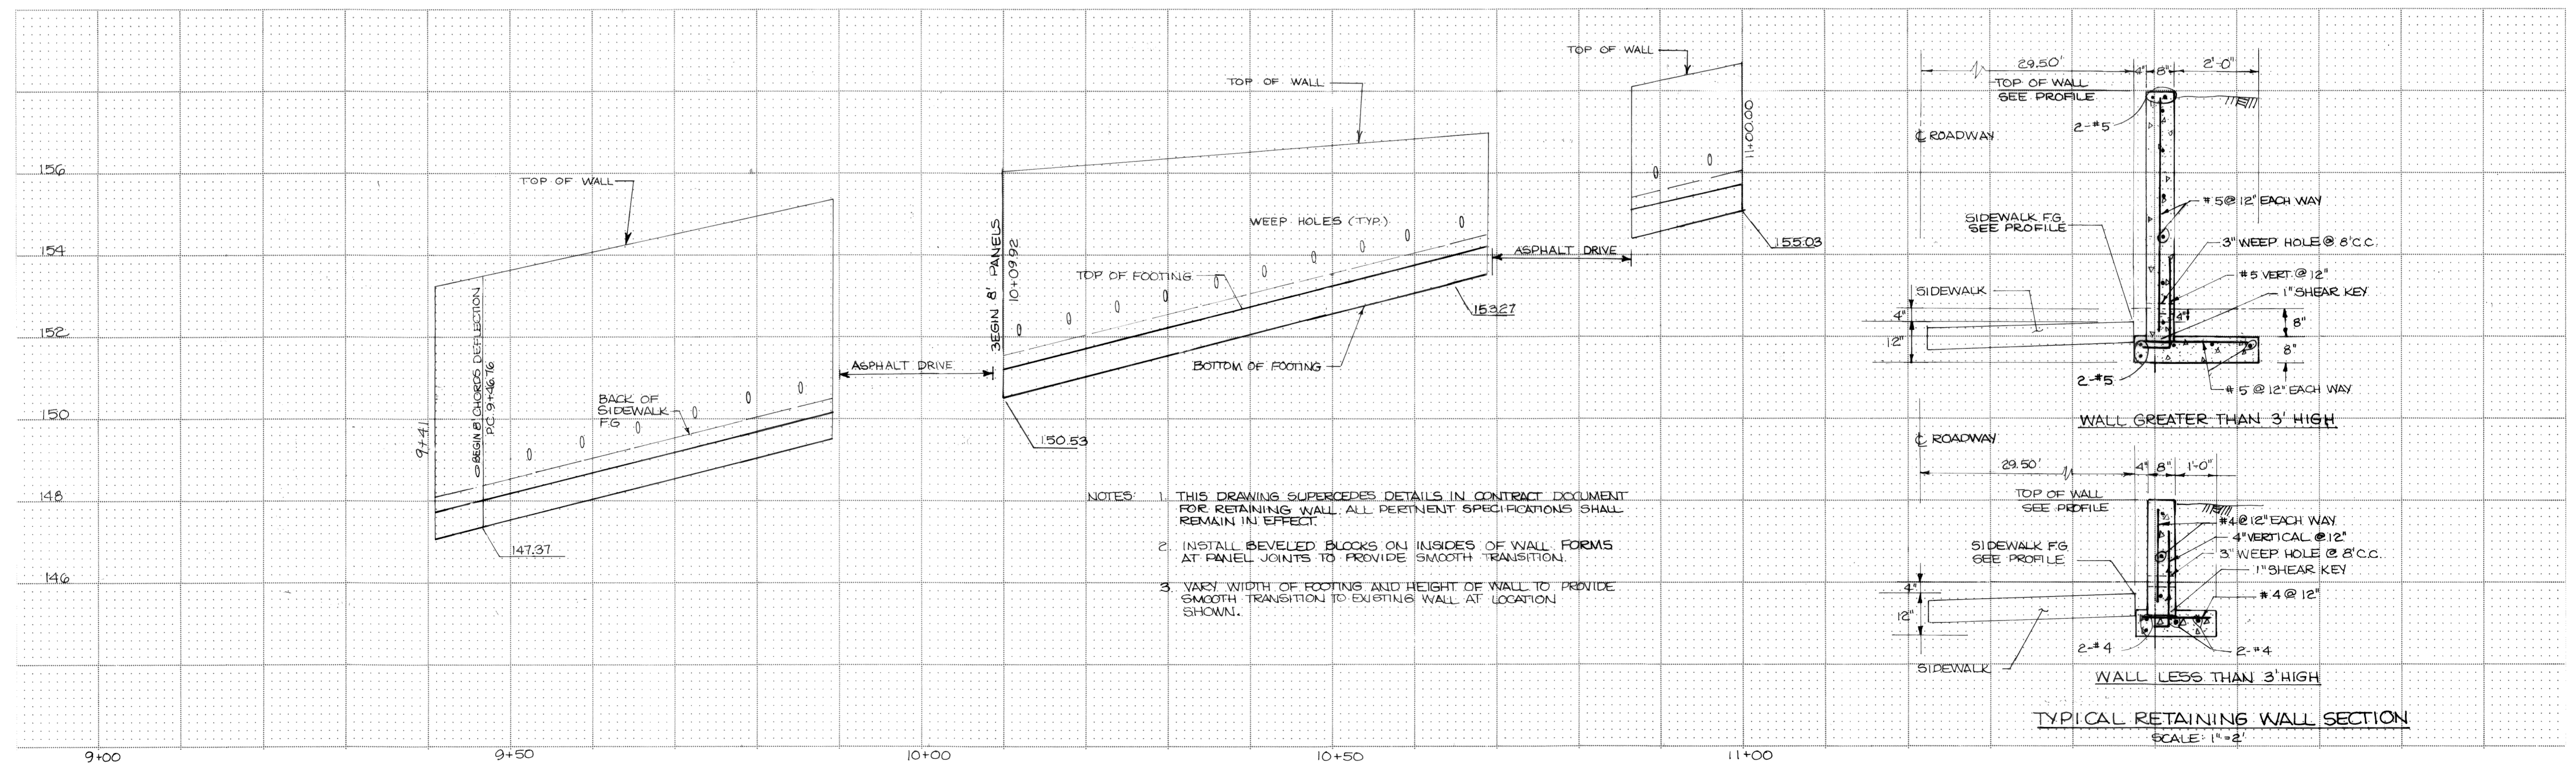 156
154
152
150
148
146
9+00
9+50
10+00
10+50
11+00
TOP OF WALL
9+41
BEGIN 8' CHORDS DEFLECTION
P.C. 9+46.76
BACK OF
SIDEWALK
F.G.
147.37
ASPHALT DRIVE
BEGIN 8' PANELS
10+09.92
TOP OF WALL
WEEP HOLES (TYP.)
TOP OF FOOTING
BOTTOM OF FOOTING
150.53
153.27
ASPHALT DRIVE
TOP OF WALL
11+00.00
155.03
NOTES: 1. THIS DRAWING SUPERCEDES DETAILS IN CONTRACT DOCUMENT
FOR RETAINING WALL. ALL PERTNENT SPECIFICATIONS SHALL
REMAIN IN EFFECT.
2. INSTALL BEVELED BLOCKS ON INSIDES OF WALL FORMS
AT PANEL JOINTS TO PROVIDE SMOOTH TRANSITION.
3. VARY WIDTH OF FOOTING AND HEIGHT OF WALL TO PROVIDE
SMOOTH TRANSITION TO EXISTING WALL AT LOCATION
SHOWN.
29.50'
4"
8"
2'-0"
TOP OF WALL
SEE PROFILE
2-#5
℄ ROADWAY
#5@12" EACH WAY
SIDEWALK F.G.
SEE PROFILE
3" WEEP HOLE @ 8'C.C.
#5 VERT.@12"
1" SHEAR KEY
SIDEWALK
4"
12"
4"
8"
8"
2-#5
#5 @12" EACH WAY
WALL GREATER THAN 3' HIGH
℄ ROADWAY
29.50'
4"
8"
1'-0"
TOP OF WALL
SEE PROFILE
#4@12" EACH WAY
4" VERTICAL @12"
SIDEWALK F.G.
SEE PROFILE
3" WEEP HOLE @ 8'C.C.
1" SHEAR KEY
4"
#4@12"
12"
2-#4
2-#4
SIDEWALK
WALL LESS THAN 3' HIGH
TYPICAL RETAINING WALL SECTION
SCALE: 1"=2'